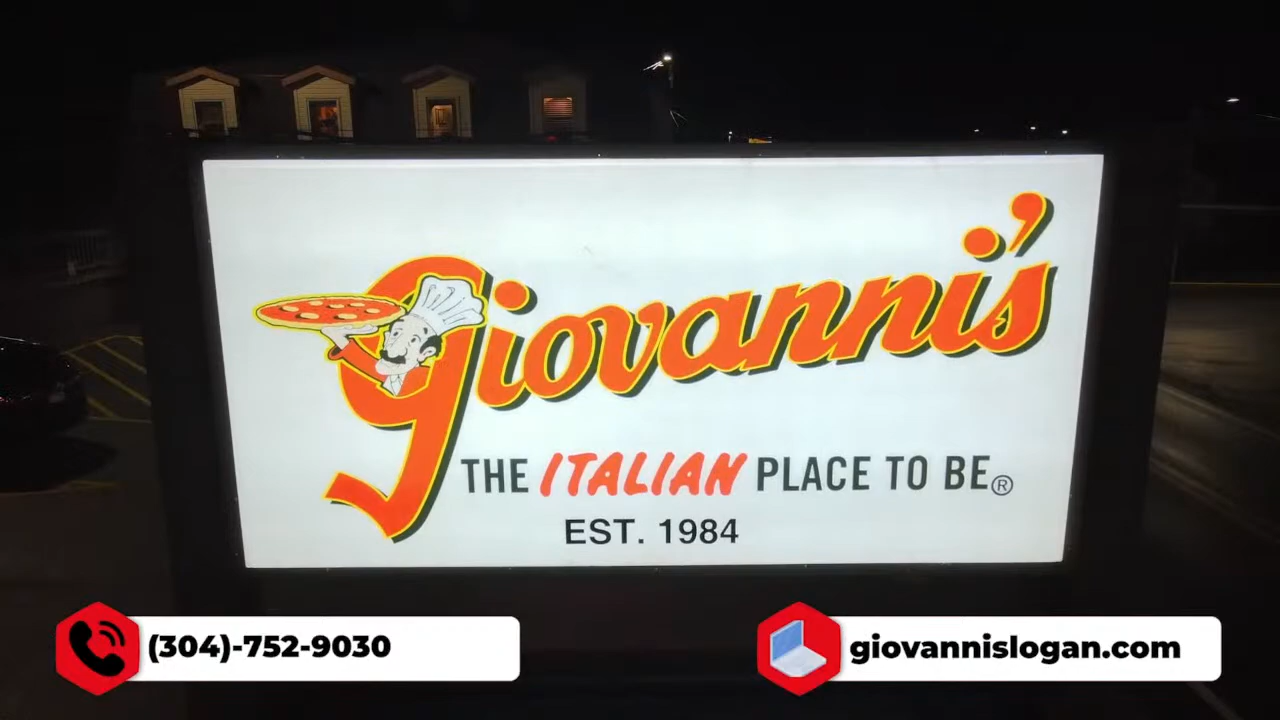 Giovanni's
THE ITALIAN PLACE TO BE®
EST. 1984
(304)-752-9030
giovannislogan.com